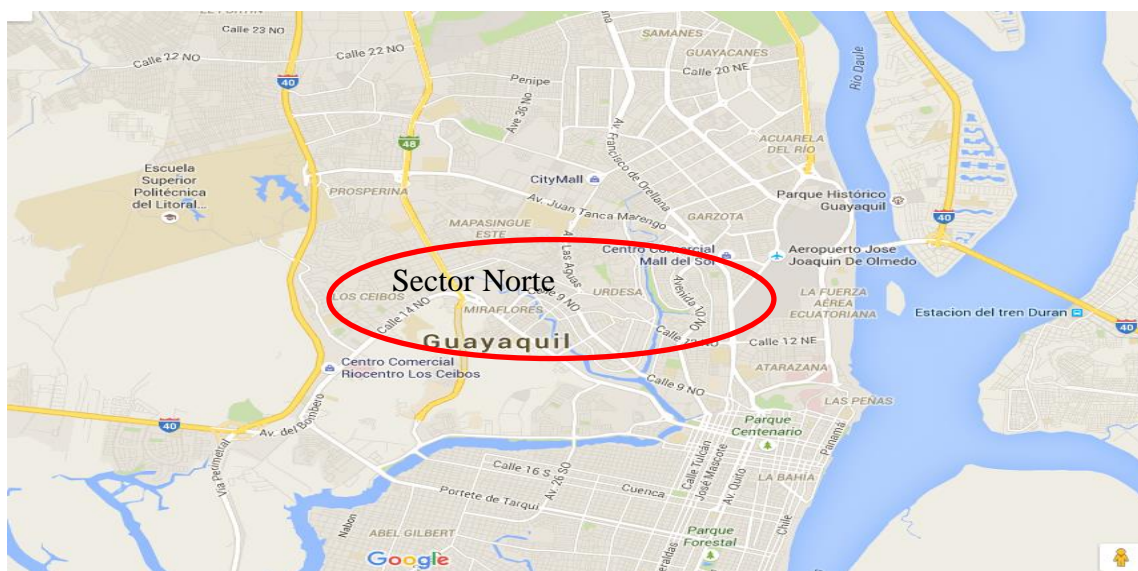 Calle 23 NO
Calle 22 NO
Calle 22 NO
40
Penipe
Ave 36 No
48
SAMANES
GUAYACANES
Calle 20 NE
Río Daule
Av. Francisco de Orellana
ACUARELA
DEL RIO
Escuela
Superior
Politécnica
del Litoral...
PROSPERINA
CityMall
Parque Histórico
Guayaquil
Av. Juan Tanca Marengo
GARZOTA
40
MAPASINGUE
ESTE
Av. Las Aguas
Centro Comercial
Mall del Sol
Aeropuerto Jose
Joaquin De Olmedo
Sector Norte
LOS CEIBOS
Calle 14 NO
Calle 9 NO
URDESA
Avenida 10 NO
LA FUERZA
AÉREA
ECUATORIANA
MIRAFLORES
Estacion del tren Duran
40
Guayaquil
Calle 12 NE
Centro Comercial
Riocentro Los Ceibos
ATARAZANA
Calle 9 NO
LAS PEÑAS
40
Av. del Bombero
Vía Perimetral
Parque
Centenario
Panamá
Calle Tulcán
José Mascote
Av. Quito
LA BAHIA
Calle 16 S
Av. 26 SO
Cuenca
Portete de Tarqui
Nabon
Chile
ABEL GILBERT
Parque
Forestal
Google